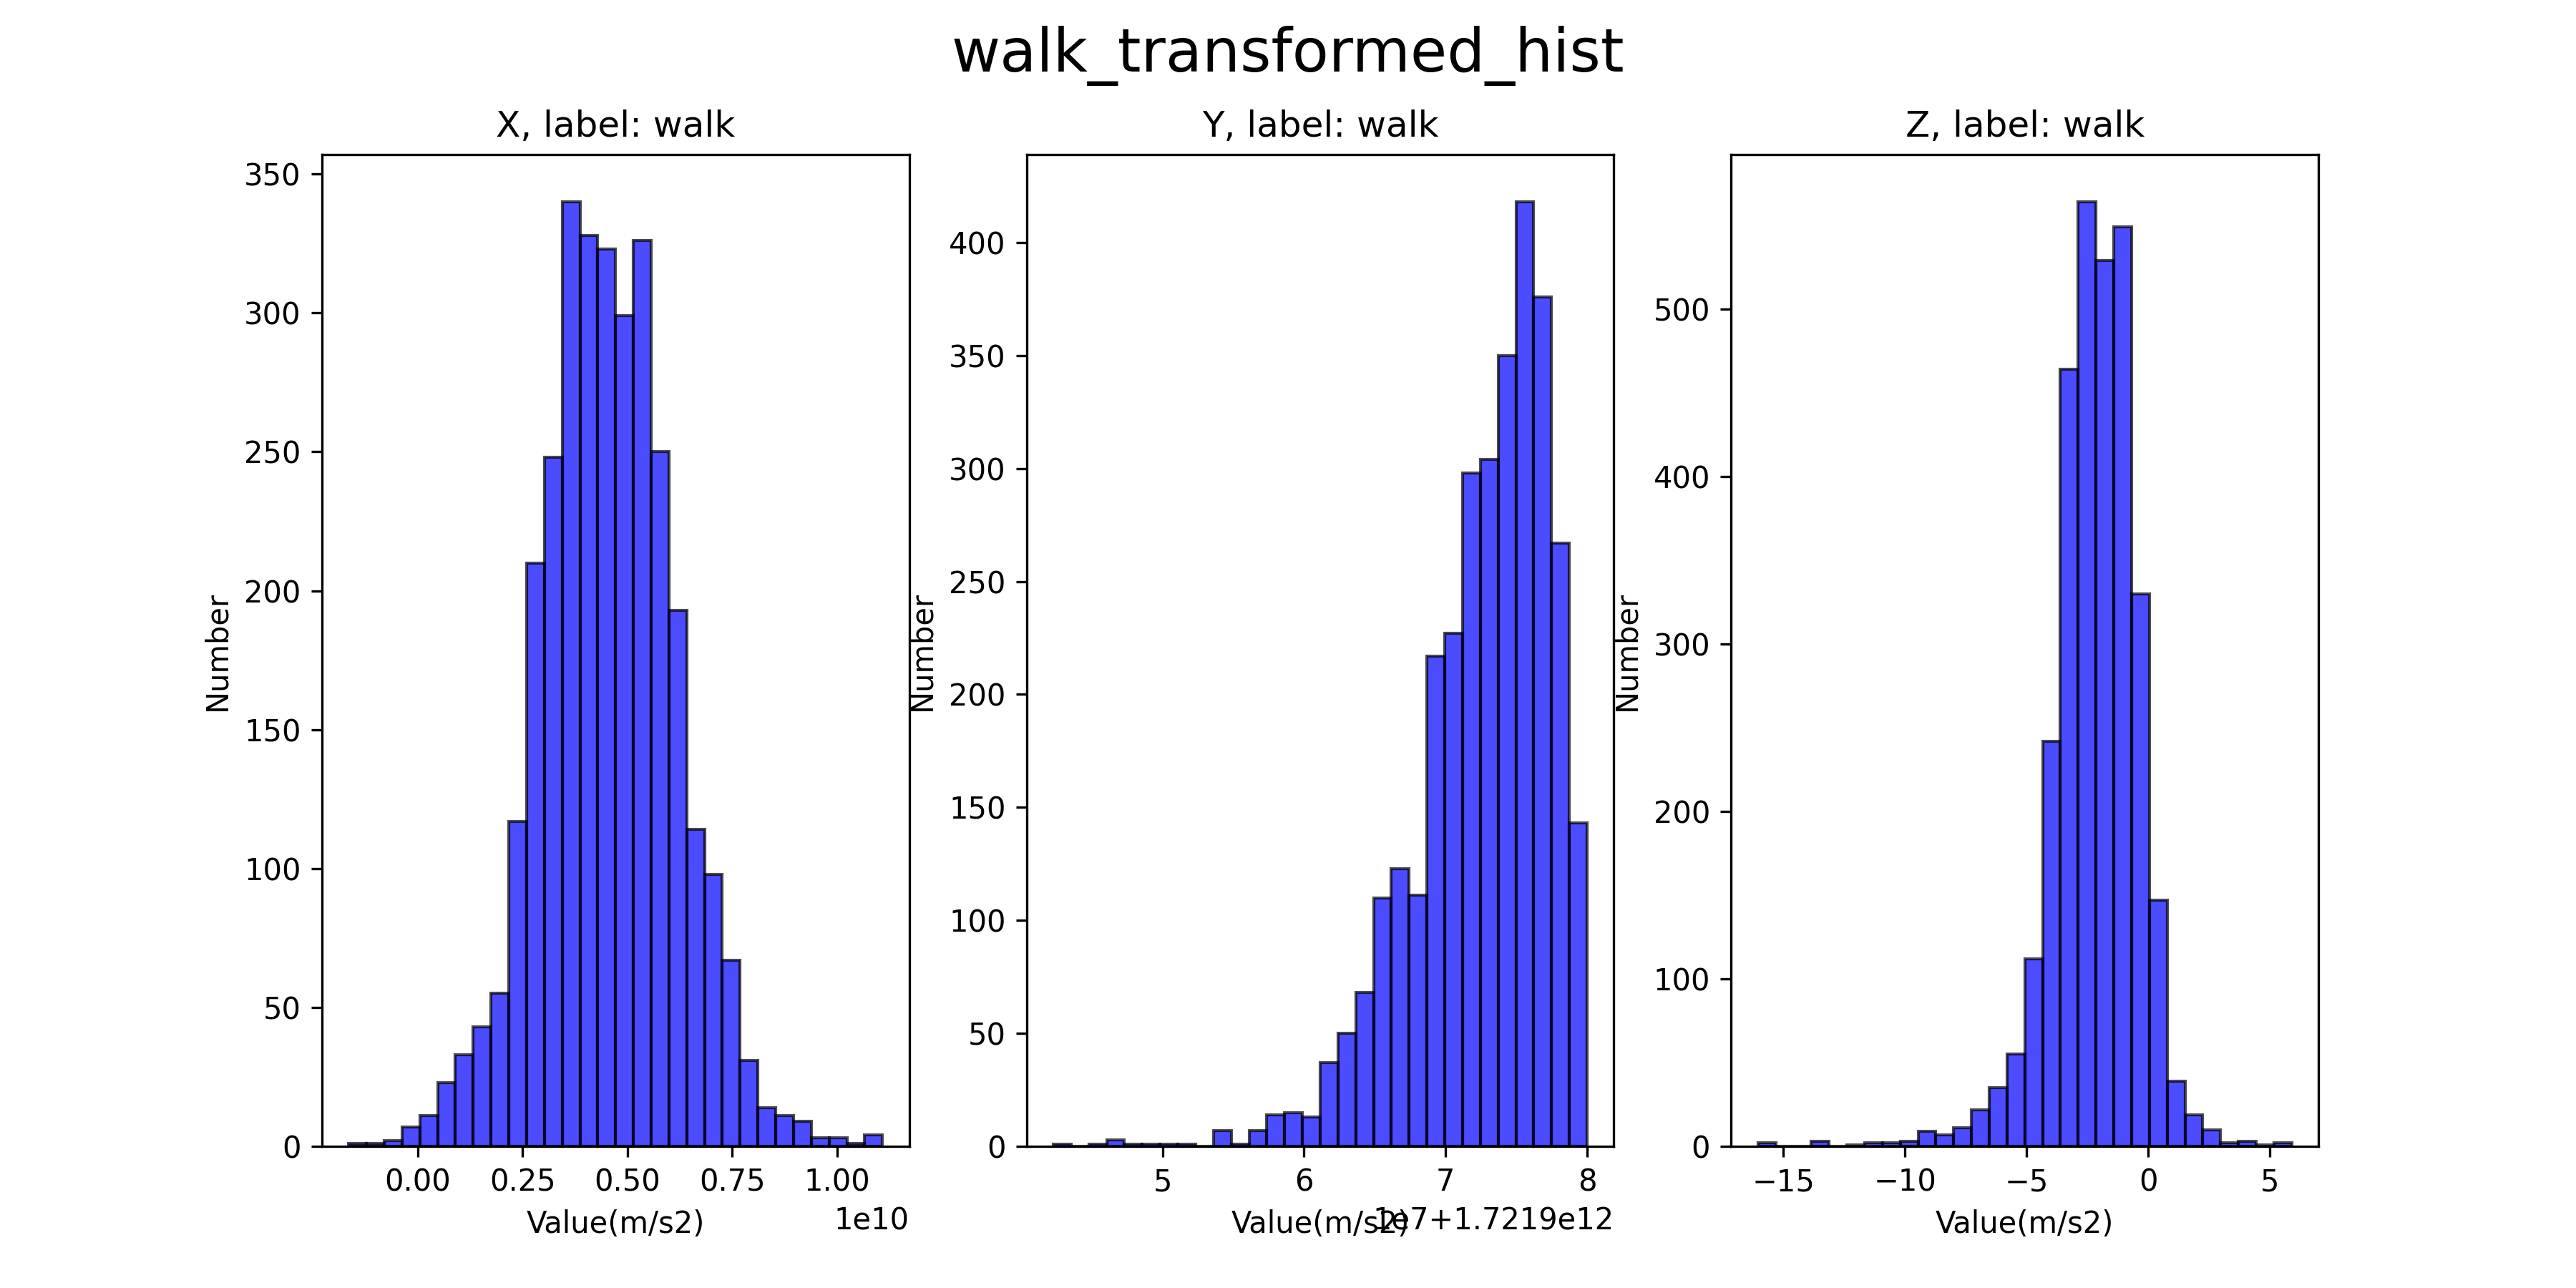 walk_transformed_hist
X, label: walk
350
300
250
200
150
100
50
0
Number
0.00 0.25 0.50 0.75 1.00
Value(m/s2) 1e10
Y, label: walk
400
350
300
250
200
150
100
50
0
Number
5 6 7 8
Value(m/s2) 1e7+1.7219e12
Z, label: walk
500
400
300
200
100
0
Number
−15 −10 −5 0 5
Value(m/s2)